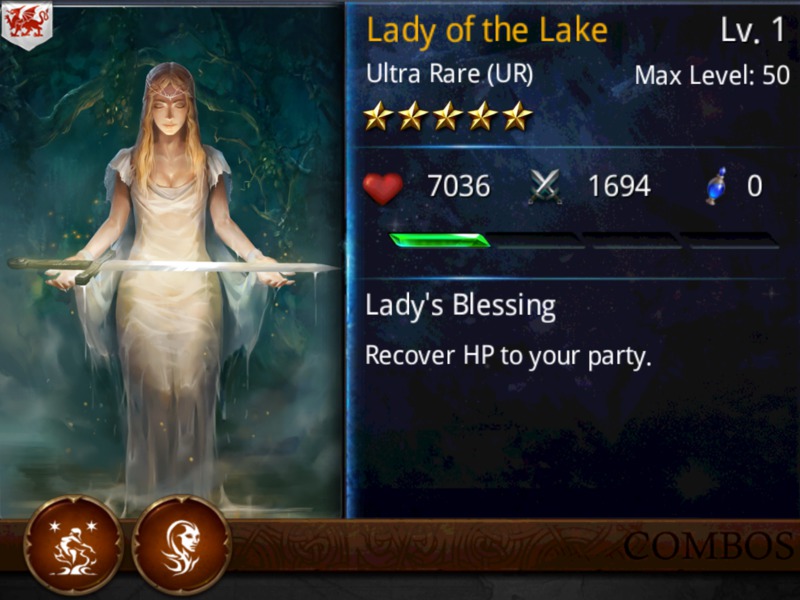 Lady of the Lake Lv. 1
Ultra Rare (UR) Max Level: 50
7036 1694 0
Lady's Blessing
Recover HP to your party.
COMBOS